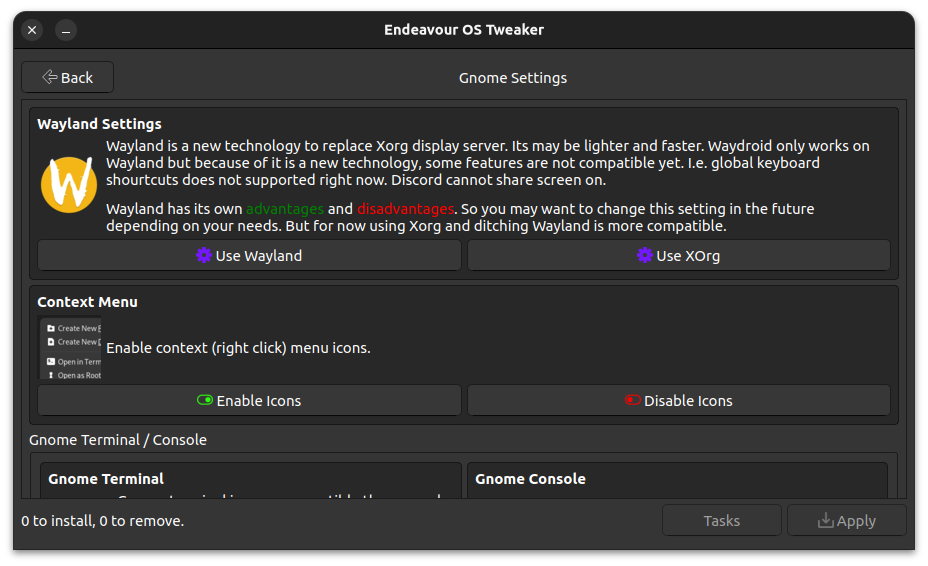 Endeavour OS Tweaker
Back
Gnome Settings
Wayland Settings
Wayland is a new technology to replace Xorg display server. Its may be lighter and faster. Waydroid only works on
Wayland but because of it is a new technology, some features are not compatible yet. I.e. global keyboard
shourtcuts does not supported right now. Discord cannot share screen on.
Wayland has its own advantages and disadvantages. So you may want to change this setting in the future
depending on your needs. But for now using Xorg and ditching Wayland is more compatible.
Use Wayland
Use XOrg
Context Menu
Create New
Create New
Open in Term
Open as Root
Enable context (right click) menu icons.
Enable Icons
Disable Icons
Gnome Terminal / Console
Gnome Terminal
Gnome Console
0 to install, 0 to remove.
Tasks
Apply